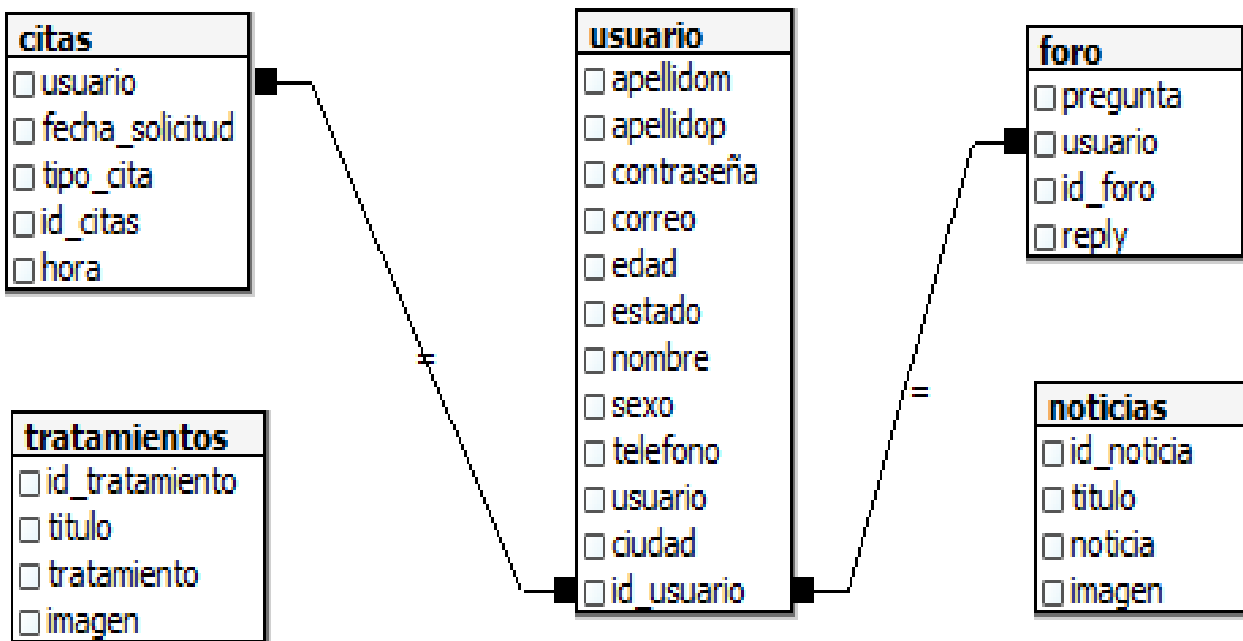 citas
usuario
fecha_solicitud
tipo_cita
id_citas
hora
tratamientos
id_tratamiento
titulo
tratamiento
imagen
usuario
apellidom
apellidop
contraseña
correo
edad
estado
nombre
sexo
telefono
usuario
ciudad
id_usuario
foro
pregunta
usuario
id_foro
reply
noticias
id_noticia
titulo
noticia
imagen
=
=